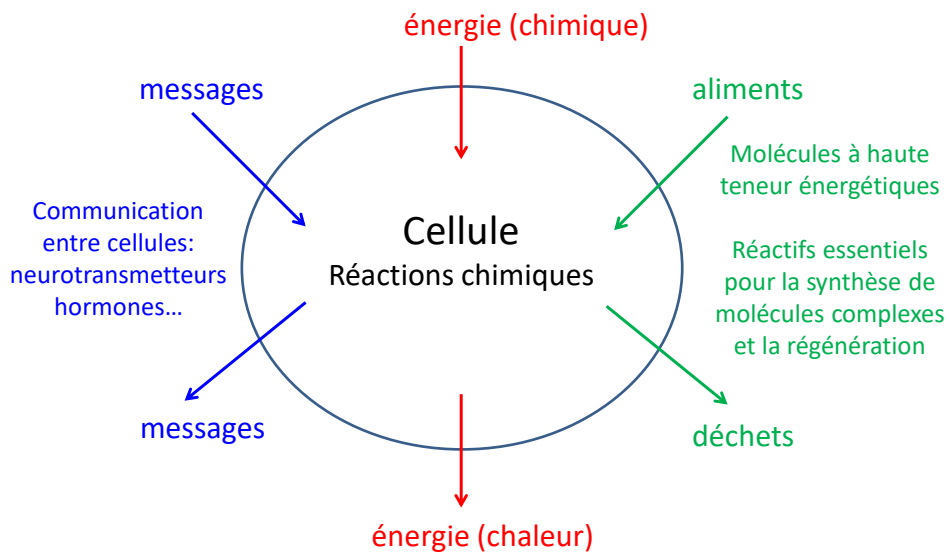 énergie (chimique)
messages
aliments
Molécules à haute
teneur énergétiques
Communication
entre cellules:
neurotransmetteurs
hormones...
Cellule
Réactions chimiques
Réactifs essentiels
pour la synthèse de
molécules complexes
et la régénération
messages
déchets
énergie (chaleur)